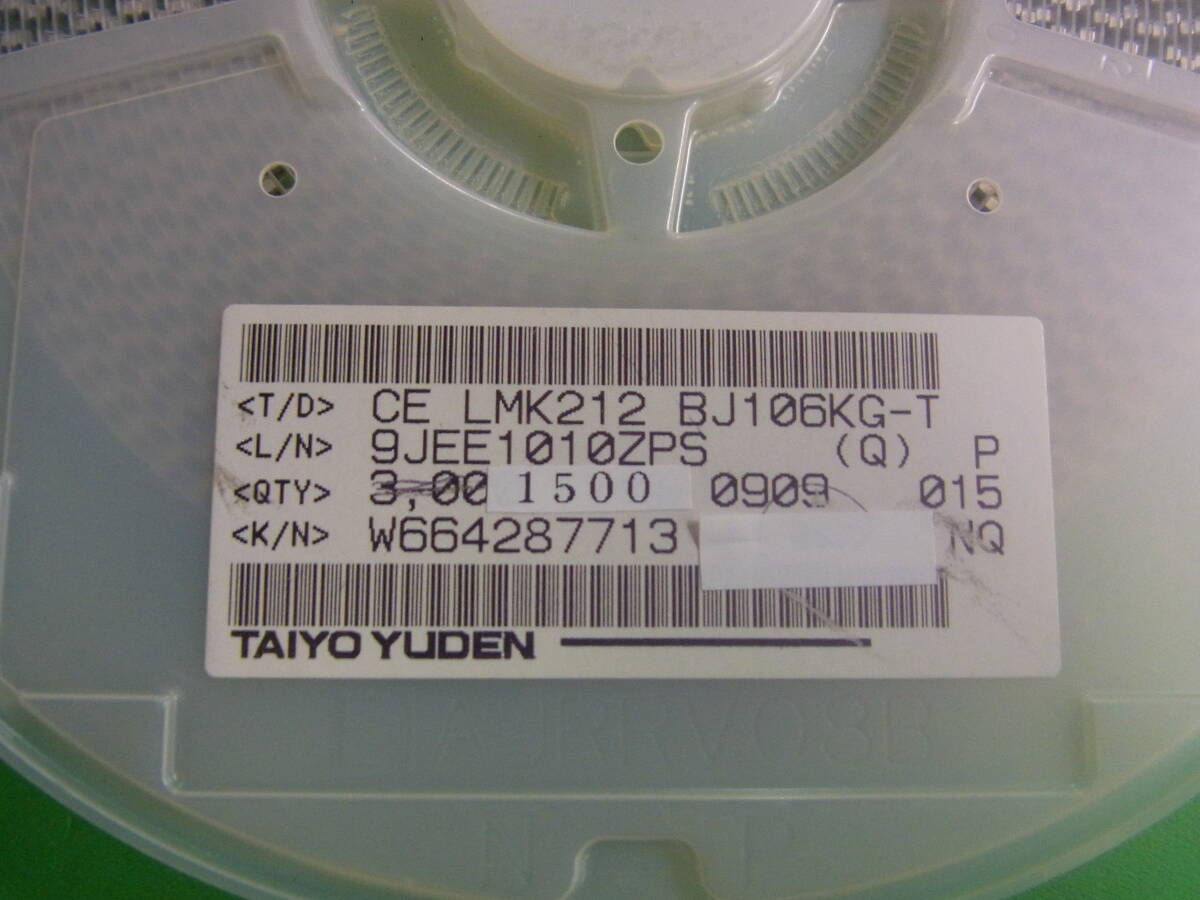 <T/D> CE LMK212 BJ106KG-T
<L/N> 9JEE1010ZPS (Q) P
<QTY> 3,00 1500 0909 015
<K/N> W664287713 NQ
TAIYO YUDEN